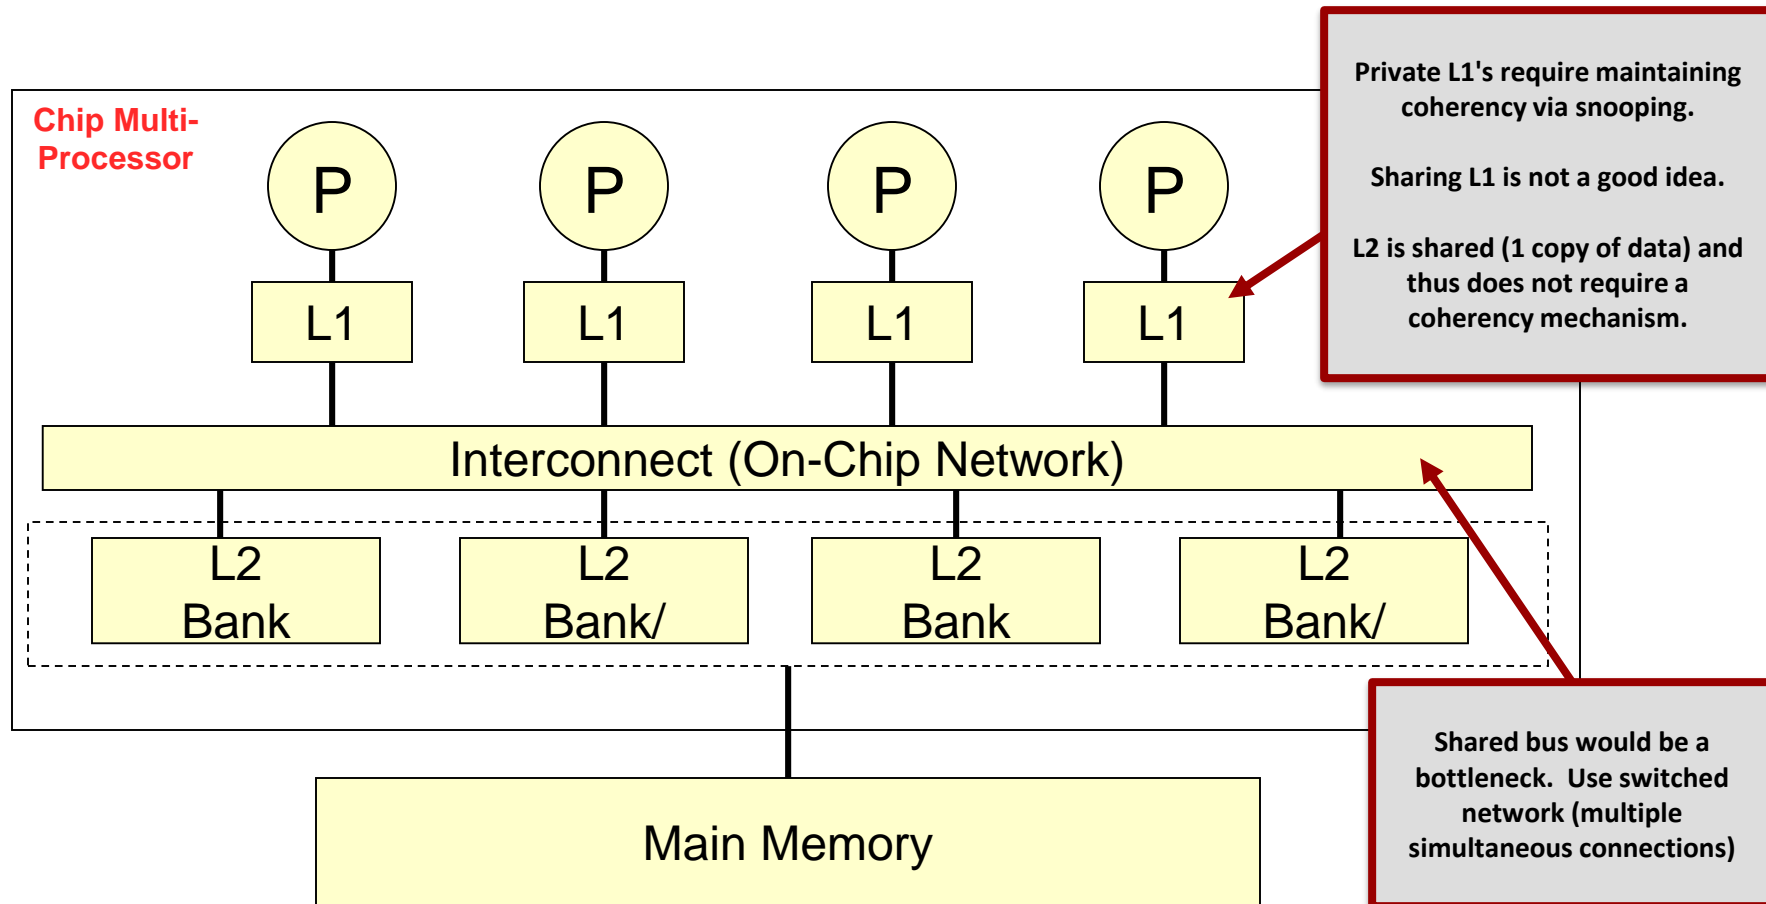 Chip Multi-
Processor
P
P
P
P
L1
L1
L1
L1
Private L1's require maintaining
coherency via snooping.
Sharing L1 is not a good idea.
L2 is shared (1 copy of data) and
thus does not require a
coherency mechanism.
Interconnect (On-Chip Network)
L2
Bank
L2
Bank/
L2
Bank
L2
Bank/
Shared bus would be a
bottleneck.  Use switched
network (multiple
simultaneous connections)
Main Memory